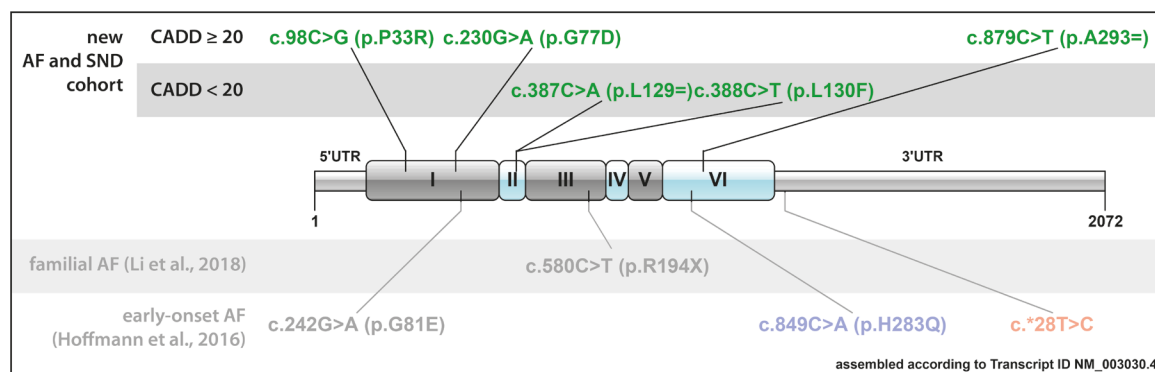 new
AF and SND
cohort
CADD ≥ 20
c.98C>G (p.P33R)
c.230G>A (p.G77D)
c.879C>T (p.A293=)
CADD < 20
c.387C>A (p.L129=)
c.388C>T (p.L130F)
5'UTR
3'UTR
I
II
III
IV
V
VI
1
2072
familial AF (Li et al., 2018)
c.580C>T (p.R194X)
early-onset AF
(Hoffmann et al., 2016)
c.242G>A (p.G81E)
c.849C>A (p.H283Q)
c.*28T>C
assembled according to Transcript ID NM_003030.4